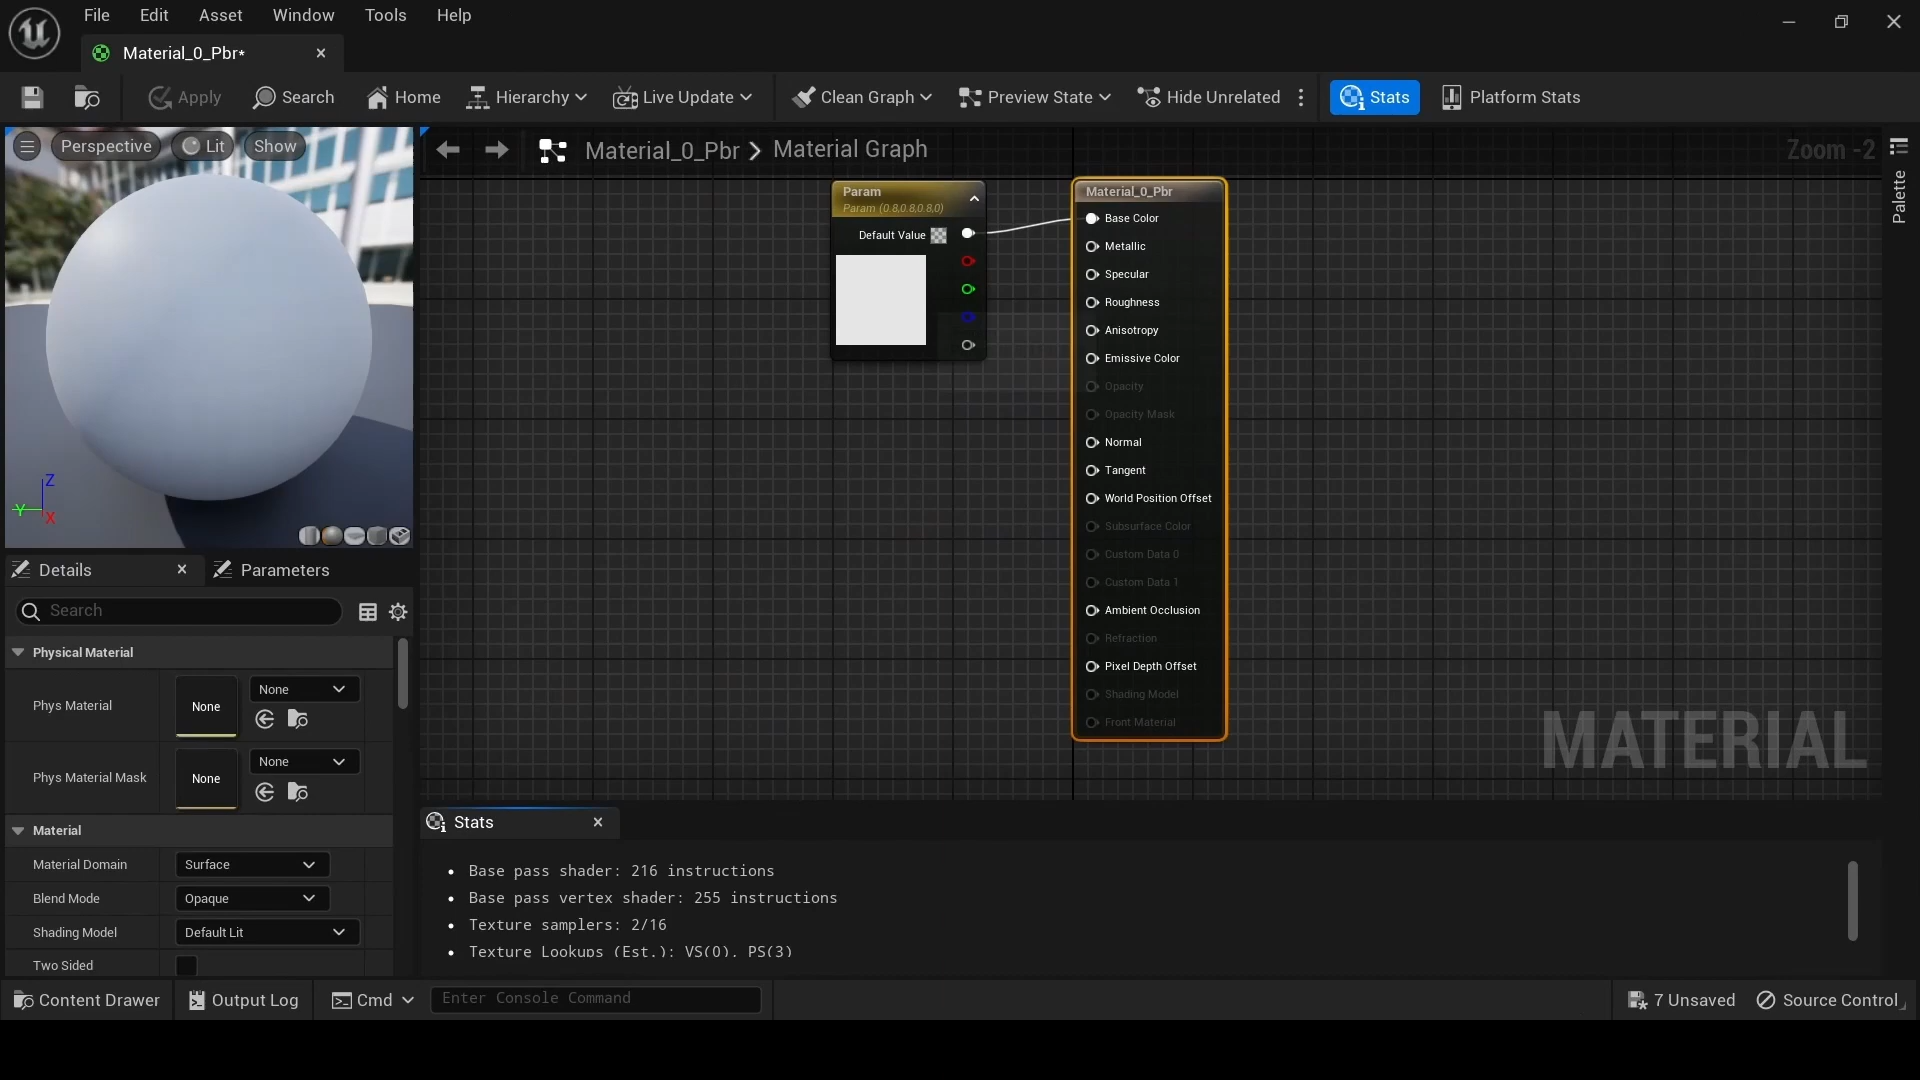 File Edit Asset Window Tools Help
Material_0_Pbr*
Apply Search Home Hierarchy Live Update Clean Graph Preview State Hide Unrelated Stats Platform Stats
Perspective Lit Show
Material_0_Pbr > Material Graph
Zoom -2
Palette
Z
Y
X
Param
Param (0.8,0.8,0.8,0)
Default Value
Material_0_Pbr
Base Color
Metallic
Specular
Roughness
Anisotropy
Emissive Color
Opacity
Opacity Mask
Normal
Tangent
World Position Offset
Subsurface Color
Custom Data 0
Custom Data 1
Ambient Occlusion
Refraction
Pixel Depth Offset
Shading Model
Front Material
MATERIAL
Details Parameters
Search
Physical Material
Phys Material None None
Phys Material Mask None None
Material
Material Domain Surface
Blend Mode Opaque
Shading Model Default Lit
Two Sided
Stats
• Base pass shader: 216 instructions
• Base pass vertex shader: 255 instructions
• Texture samplers: 2/16
• Texture Lookups (Est.): VS(0), PS(3)
Content Drawer Output Log Cmd Enter Console Command 7 Unsaved Source Control